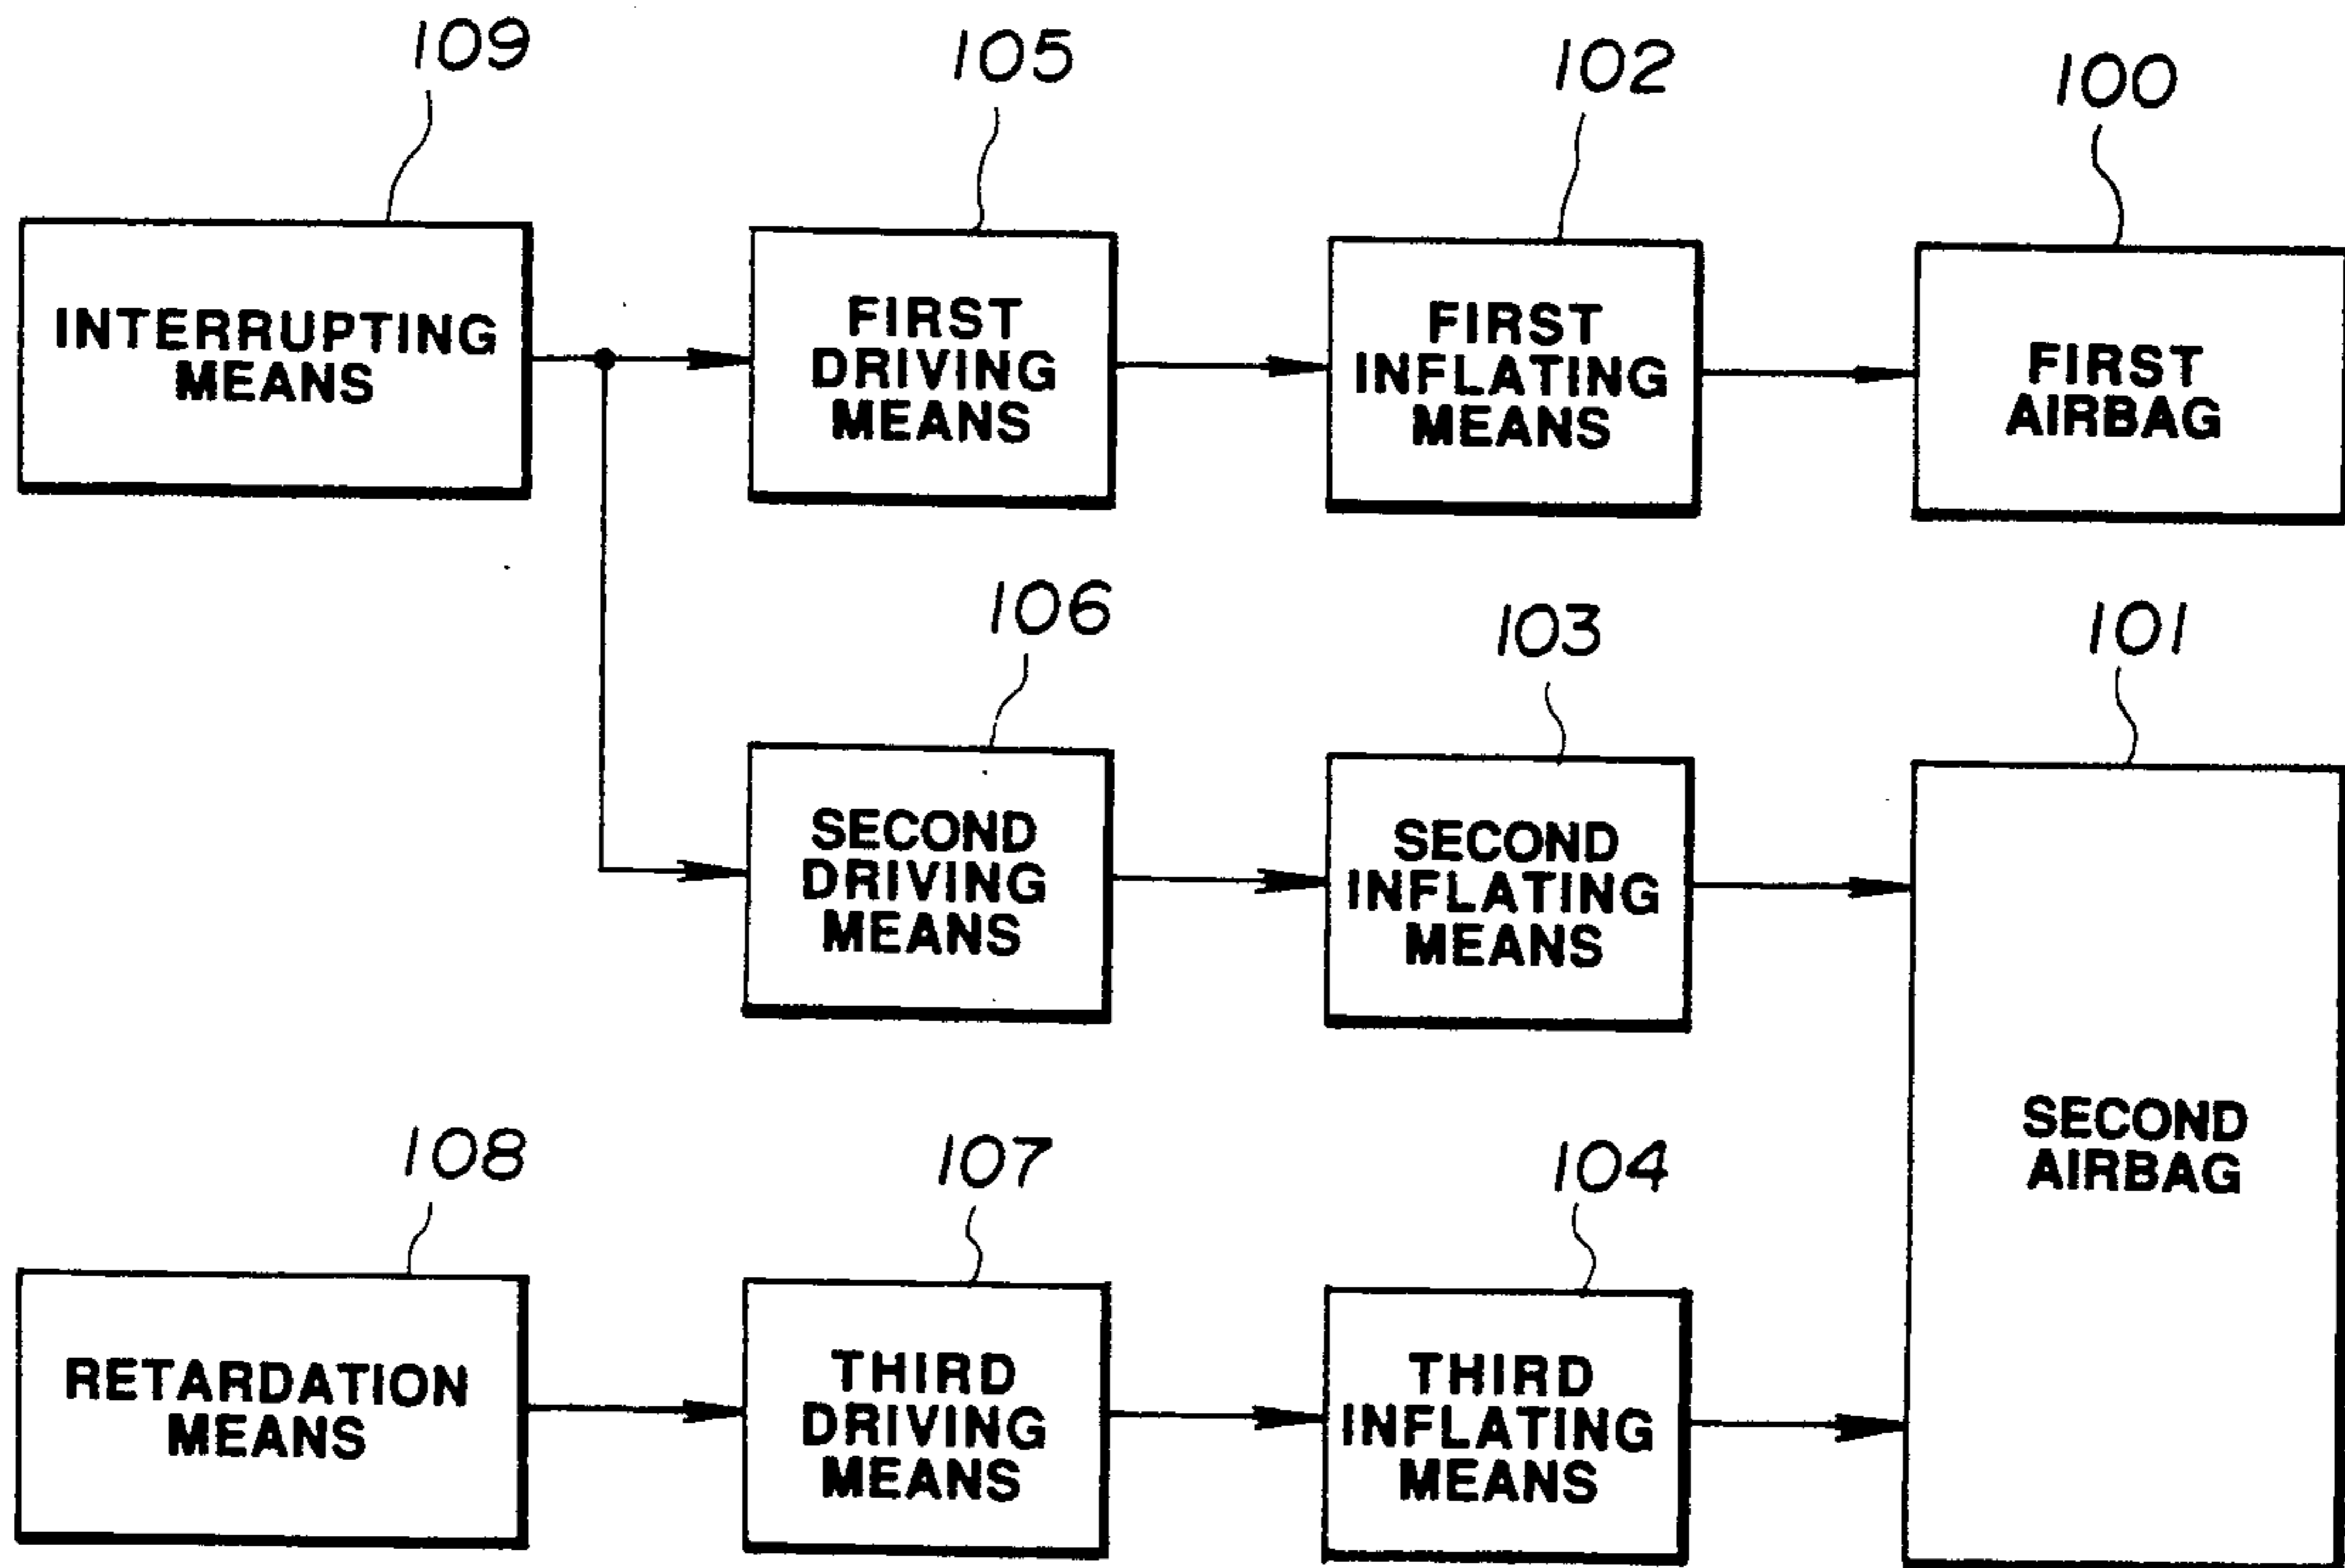 109
105
102
100
INTERRUPTING
MEANS
FIRST
DRIVING
MEANS
FIRST
INFLATING
MEANS
FIRST
AIRBAG
106
103
101
SECOND
DRIVING
MEANS
SECOND
INFLATING
MEANS
SECOND
AIRBAG
108
107
104
RETARDATION
MEANS
THIRD
DRIVING
MEANS
THIRD
INFLATING
MEANS